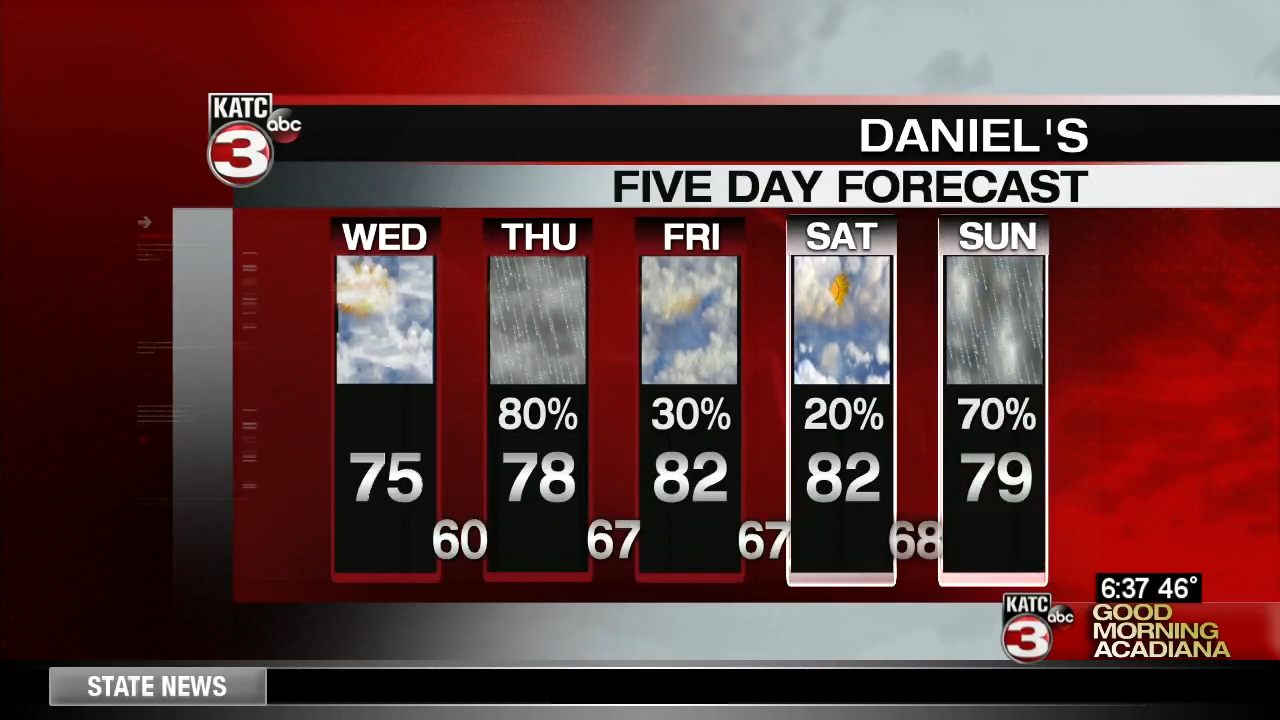 KATC
abc
3
DANIEL'S
FIVE DAY FORECAST
WED THU FRI SAT SUN
80% 30% 20% 70%
75 78 82 82 79
60 67 67 68
6:37 46°
KATC
abc
3
GOOD
MORNING
ACADIANA
STATE NEWS